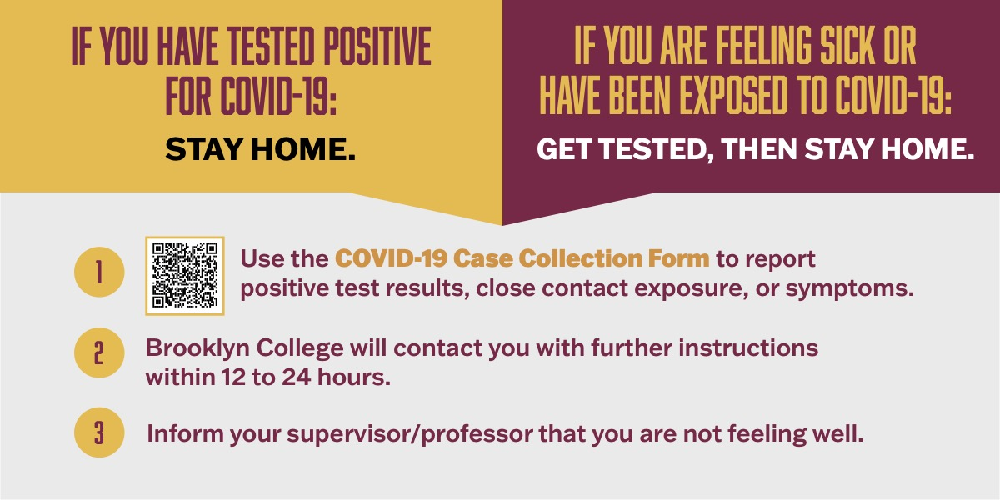 IF YOU HAVE TESTED POSITIVE
FOR COVID-19:
STAY HOME.
IF YOU ARE FEELING SICK OR
HAVE BEEN EXPOSED TO COVID-19:
GET TESTED, THEN STAY HOME.
1
Use the COVID-19 Case Collection Form to report
positive test results, close contact exposure, or symptoms.
2
Brooklyn College will contact you with further instructions
within 12 to 24 hours.
3
Inform your supervisor/professor that you are not feeling well.